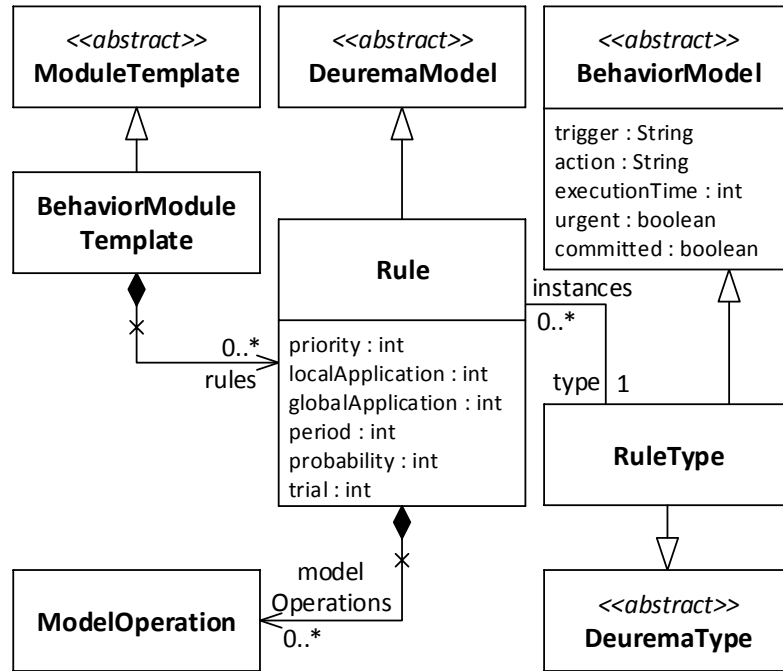 <<abstract>>
ModuleTemplate
<<abstract>>
DeuremaModel
<<abstract>>
BehaviorModel
trigger : String
action : String
executionTime : int
urgent : boolean
committed : boolean
BehaviorModule
Template
Rule
priority : int
localApplication : int
globalApplication : int
period : int
probability : int
trial : int
instances
0..*
0..*
rules
type
1
RuleType
model
Operations
0..*
ModelOperation
<<abstract>>
DeuremaType